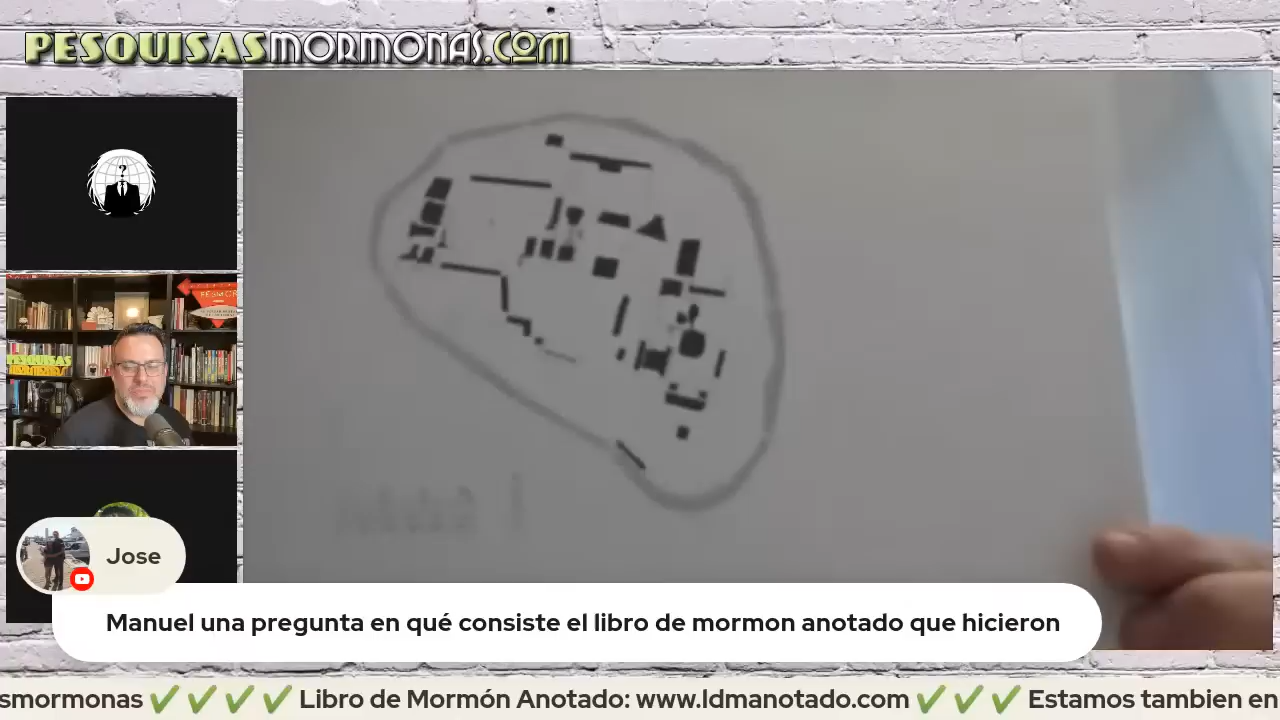 PESQUISASMORMONAS.COM
PESQUISAS
Jose
Manuel una pregunta en qué consiste el libro de mormon anotado que hicieron
smormonas ✔✔✔✔ Libro de Mormón Anotado: www.ldmanotado.com ✔✔✔ Estamos tambien en